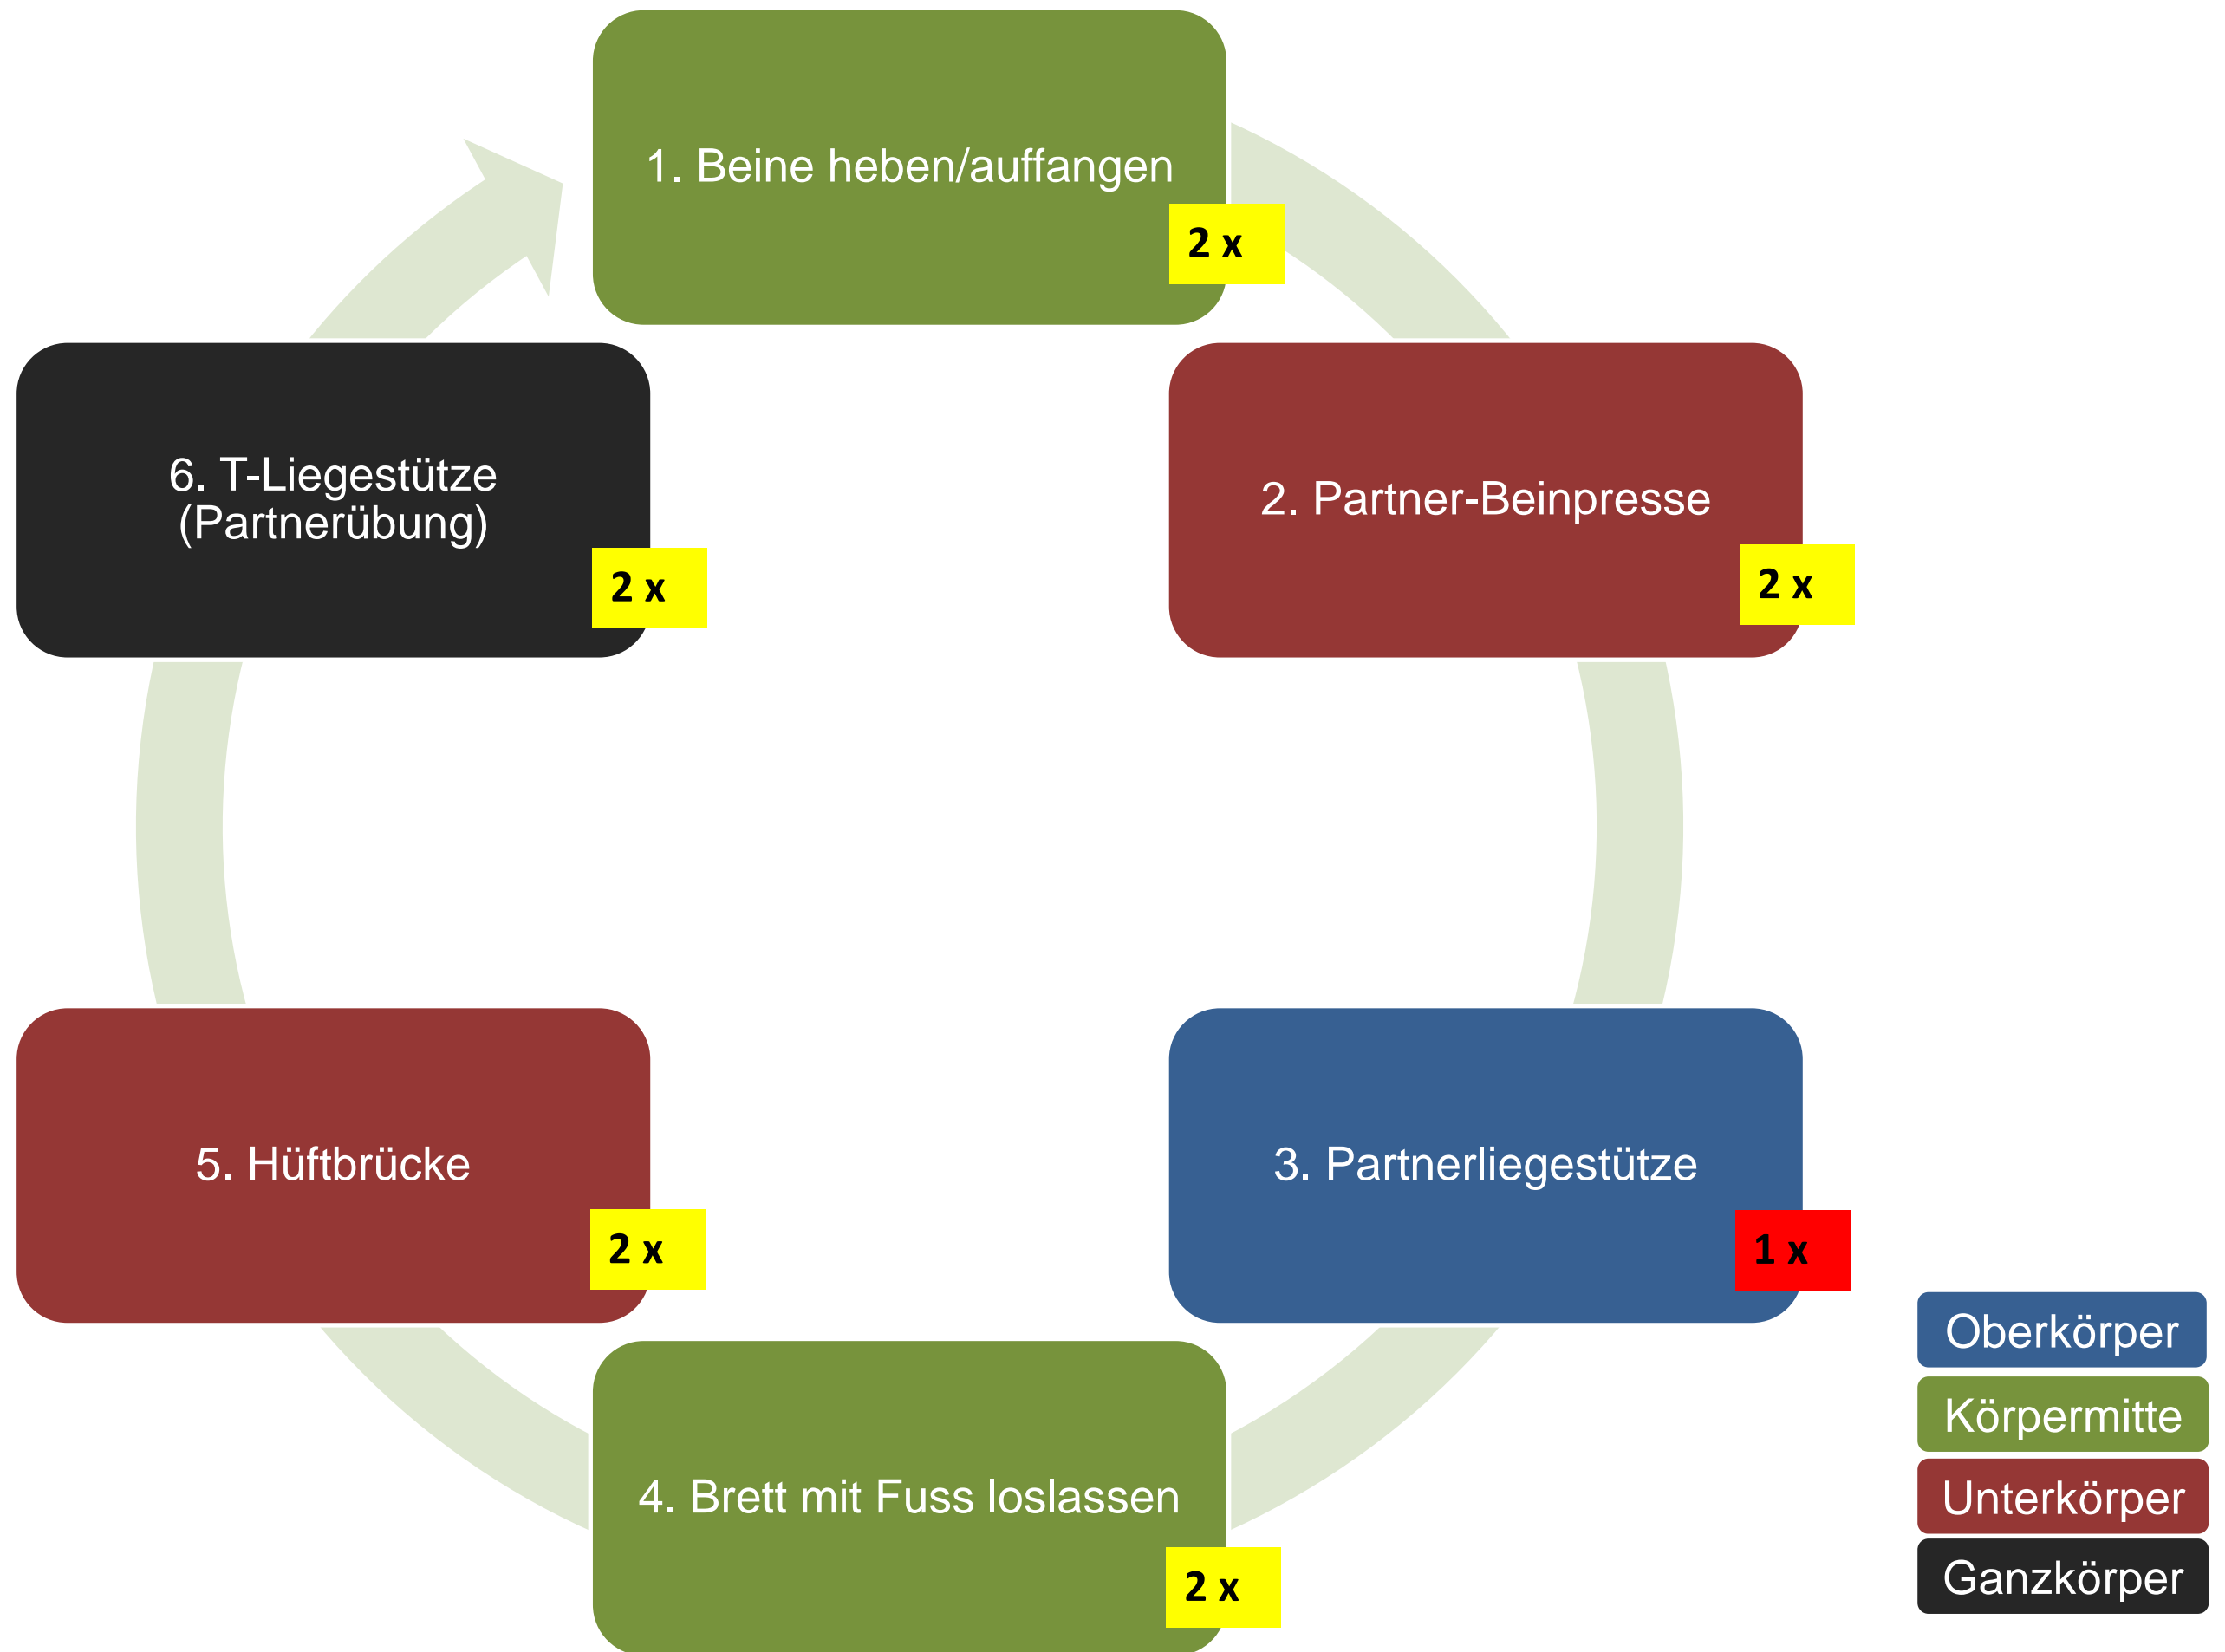 1. Beine heben/auffangen
2 x
2. Partner-Beinpresse
2 x
3. Partnerliegestütze
1 x
4. Brett mit Fuss loslassen
2 x
5. Hüftbrücke
2 x
6. T-Liegestütze
(Partnerübung)
2 x
Oberkörper
Körpermitte
Unterkörper
Ganzkörper